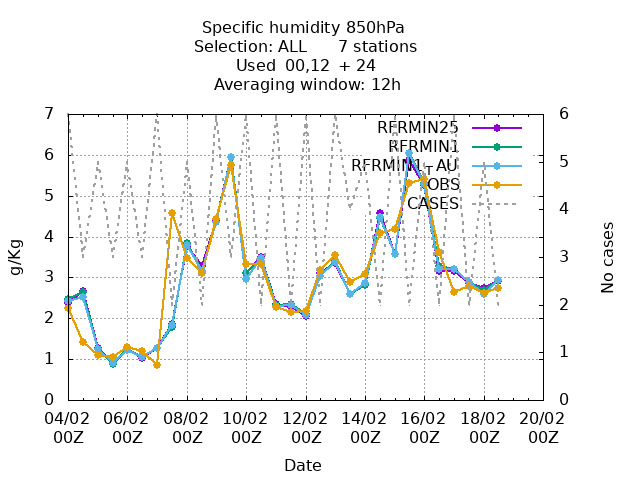 Specific humidity 850hPa
Selection: ALL 7 stations
Used 00,12 + 24
Averaging window: 12h
7 6
6 5
5 4
4 3
3 2
2 1
1 0
0
RFRMIN25
RFRMIN1
RFRMIN1-AU
OBS
CASES
g/Kg
No cases
04/02 06/02 08/02 10/02 12/02 14/02 16/02 18/02 20/02
00Z 00Z 00Z 00Z 00Z 00Z 00Z 00Z 00Z
Date